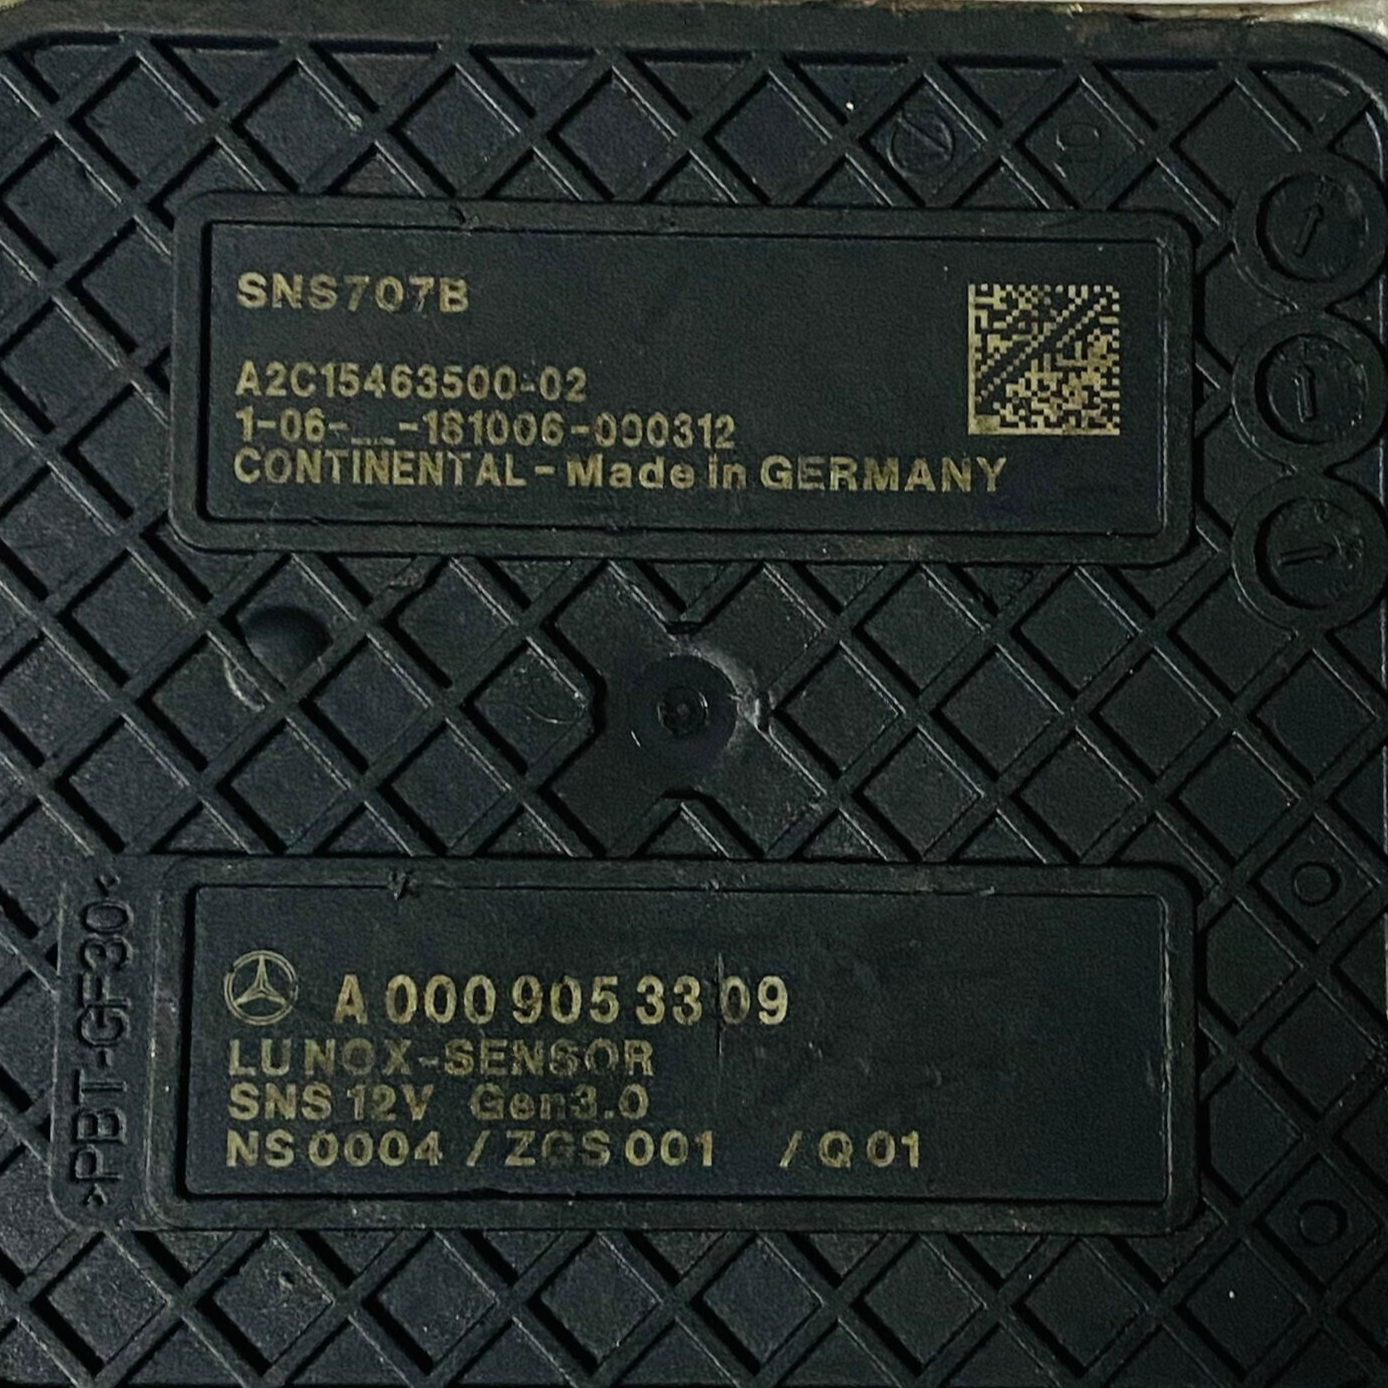 SNS707B
A2C15463500-02
1-06-__-181006-000312
CONTINENTAL - Made in GERMANY
>PBT-GF30<
A 000 905 33 09
LU NOX-SENSOR
SNS 12V Gen3.0
NS 0004 / ZGS 001 / Q 01